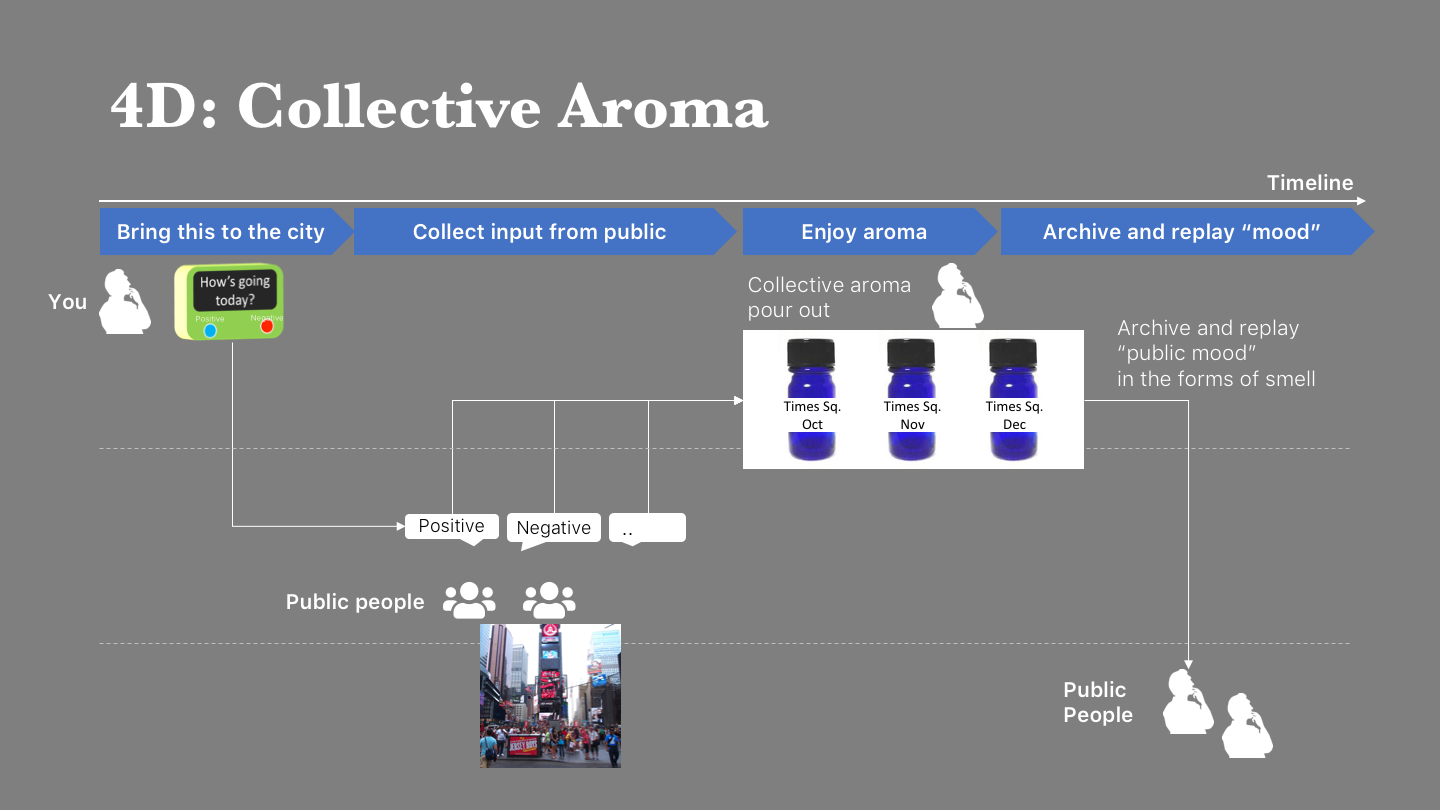 4D: Collective Aroma
Timeline
Bring this to the city
Collect input from public
Enjoy aroma
Archive and replay “mood”
You
How's going
today?
Positive
Negative
Collective aroma
pour out
Archive and replay
“public mood”
in the forms of smell
Times Sq.
Oct
Times Sq.
Nov
Times Sq.
Dec
Positive
Negative
..
Public people
JERSEY BOYS
Public
People